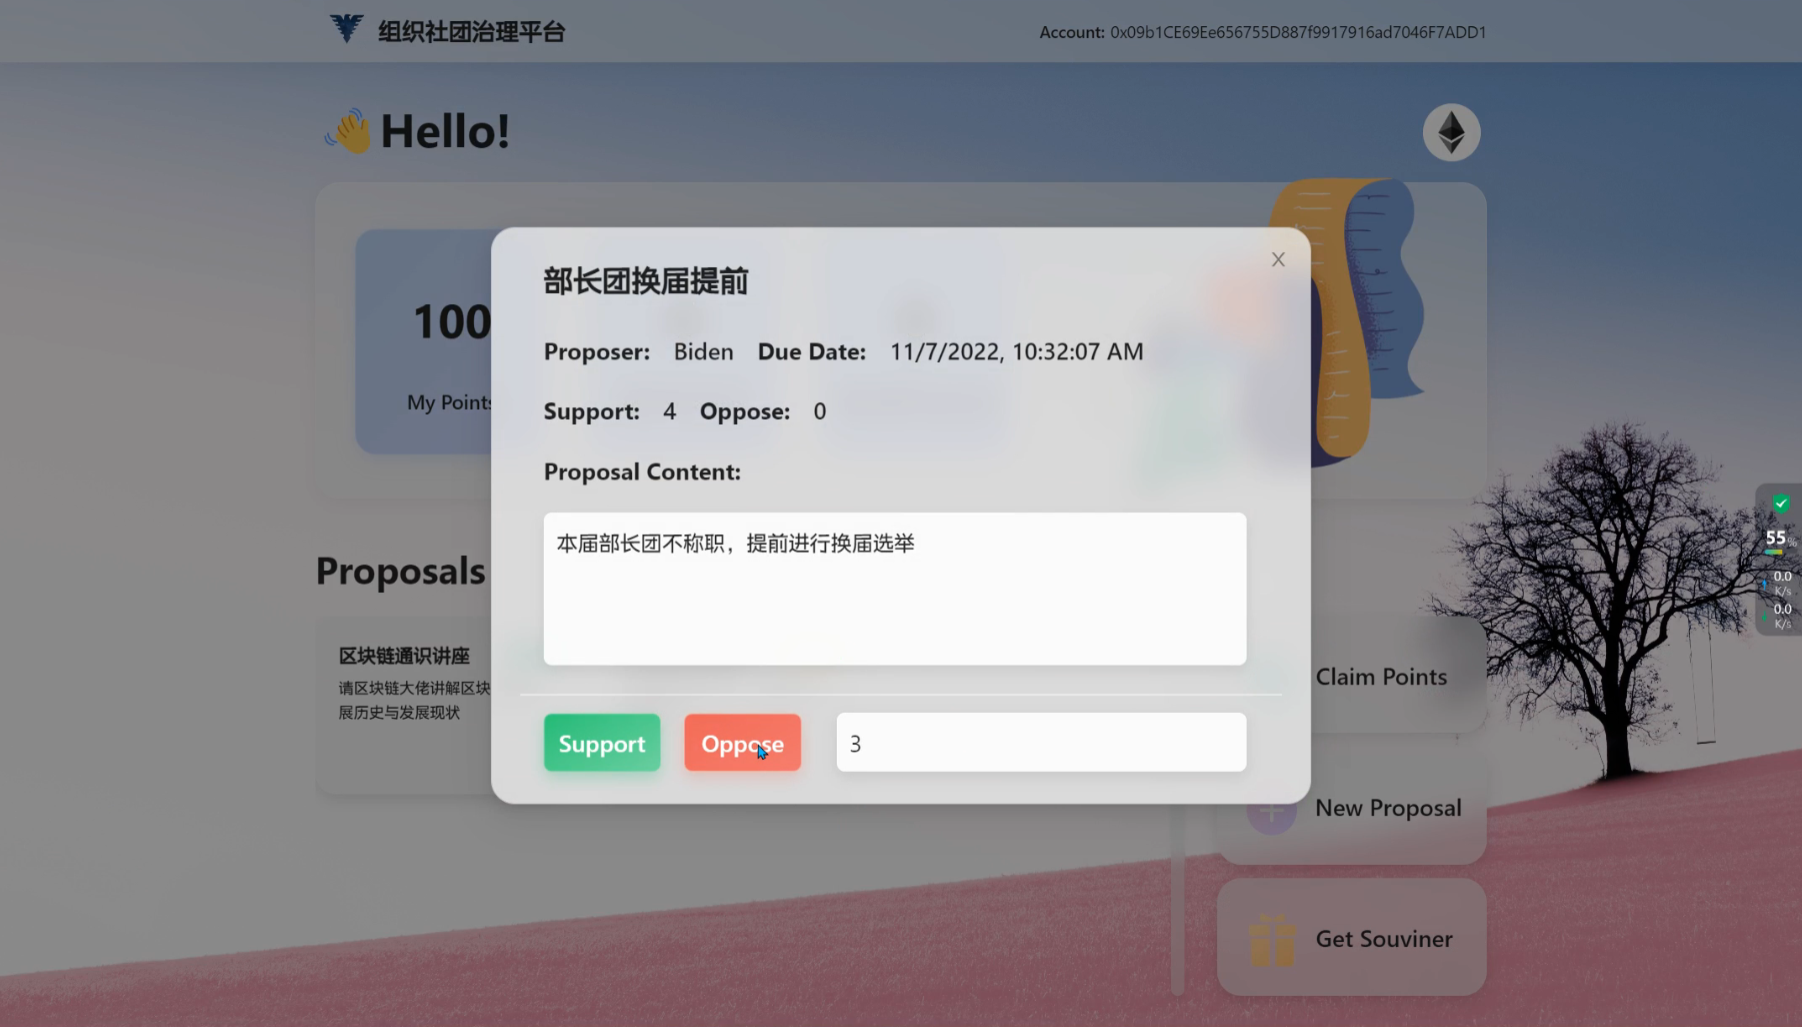 组织社团治理平台
Account: 0x09b1CE69Ee656755D887f9917916ad7046F7ADD1
Hello!
部长团换届提前
X
100
Proposer: Biden Due Date: 11/7/2022, 10:32:07 AM
My Points
Support: 4 Oppose: 0
Proposal Content:
本届部长团不称职，提前进行换届选举
55%
0.0
K/s
0.0
K/s
Proposals
区块链通识讲座
请区块链大佬讲解区块
展历史与发展现状
Claim Points
Support
Oppose
3
New Proposal
Get Souviner